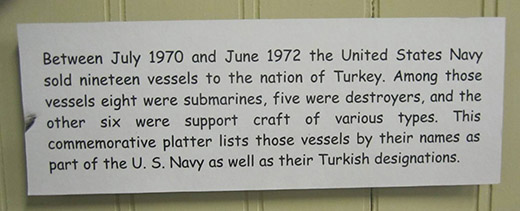 Between July 1970 and June 1972 the United States Navy
sold nineteen vessels to the nation of Turkey. Among those
vessels eight were submarines, five were destroyers, and the
other six were support craft of various types. This
commemorative platter lists those vessels by their names as
part of the U. S. Navy as well as their Turkish designations.